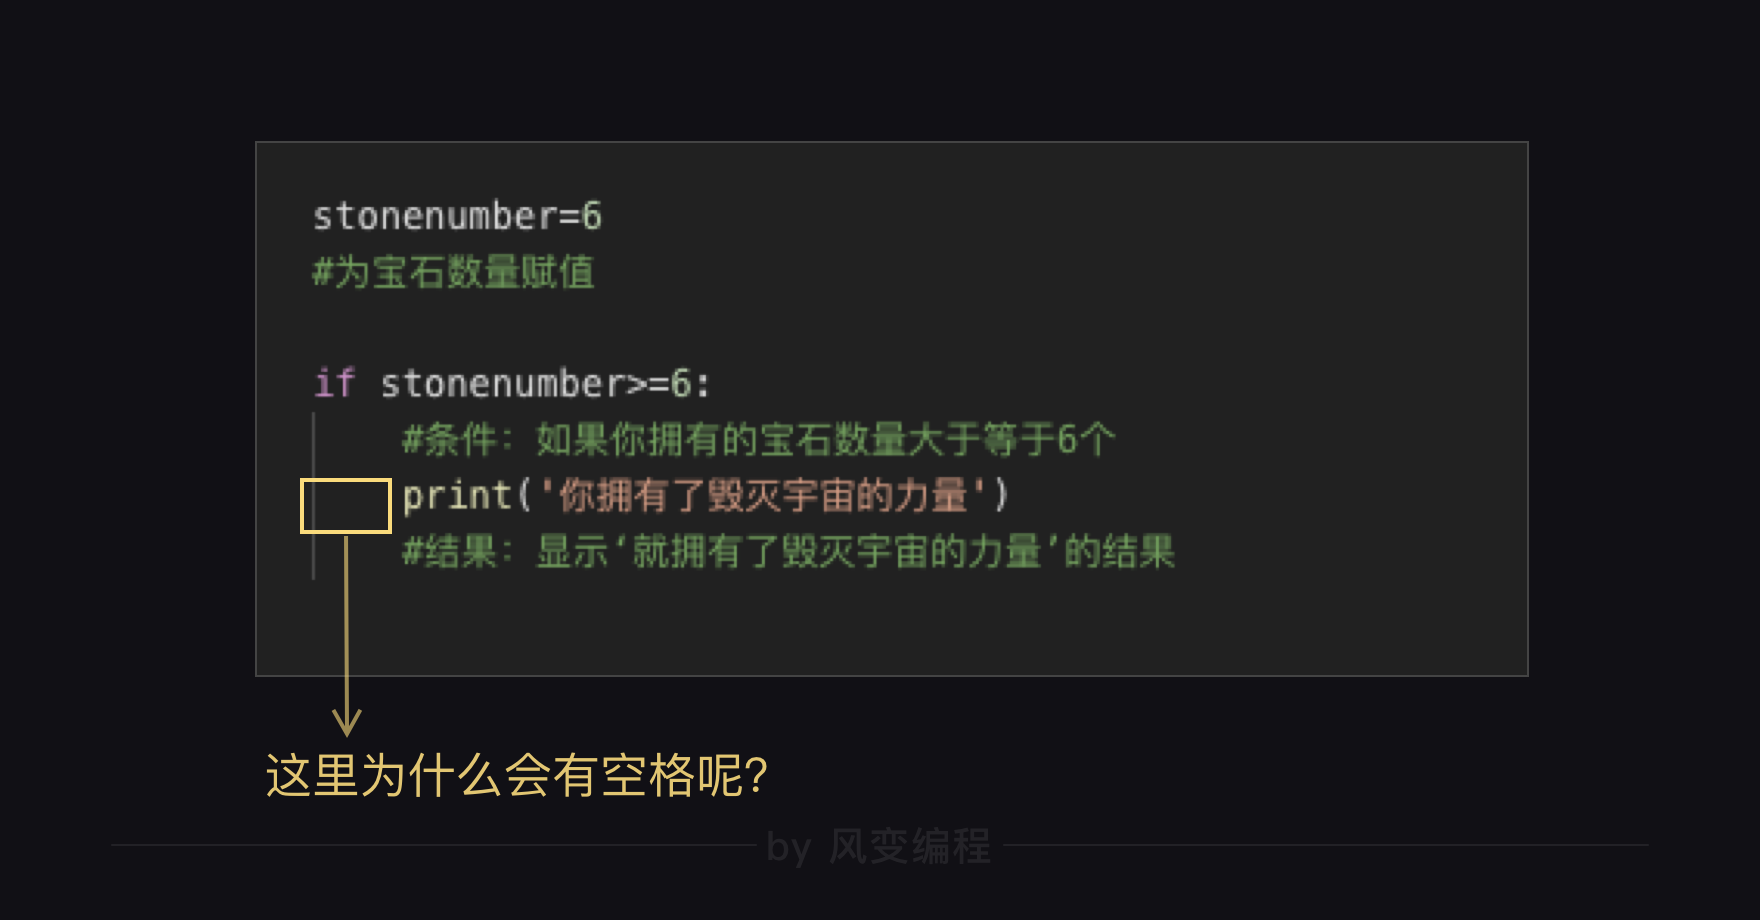 stonenumber=6
#为宝石数量赋值
if stonenumber>=6:
#条件：如果你拥有的宝石数量大于等于6个
print('你拥有了毁灭宇宙的力量')
#结果：显示‘就拥有了毁灭宇宙的力量’的结果
这里为什么会有空格呢?
by 风变编程